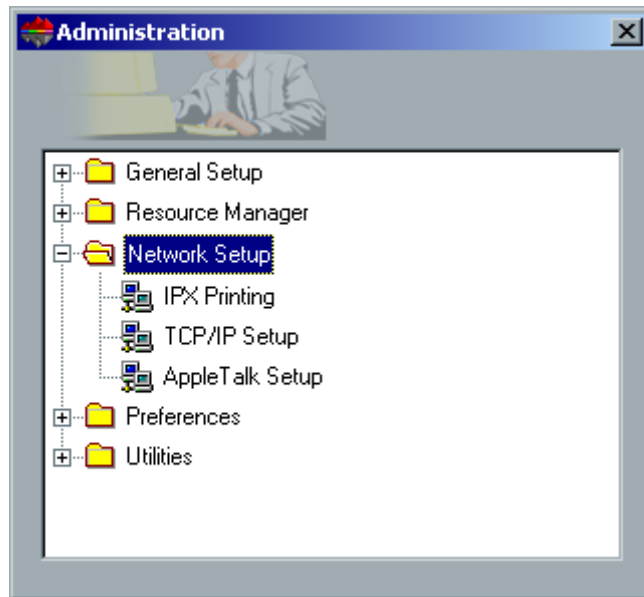 Administration
General Setup
Resource Manager
Network Setup
IPX Printing
TCP/IP Setup
AppleTalk Setup
Preferences
Utilities